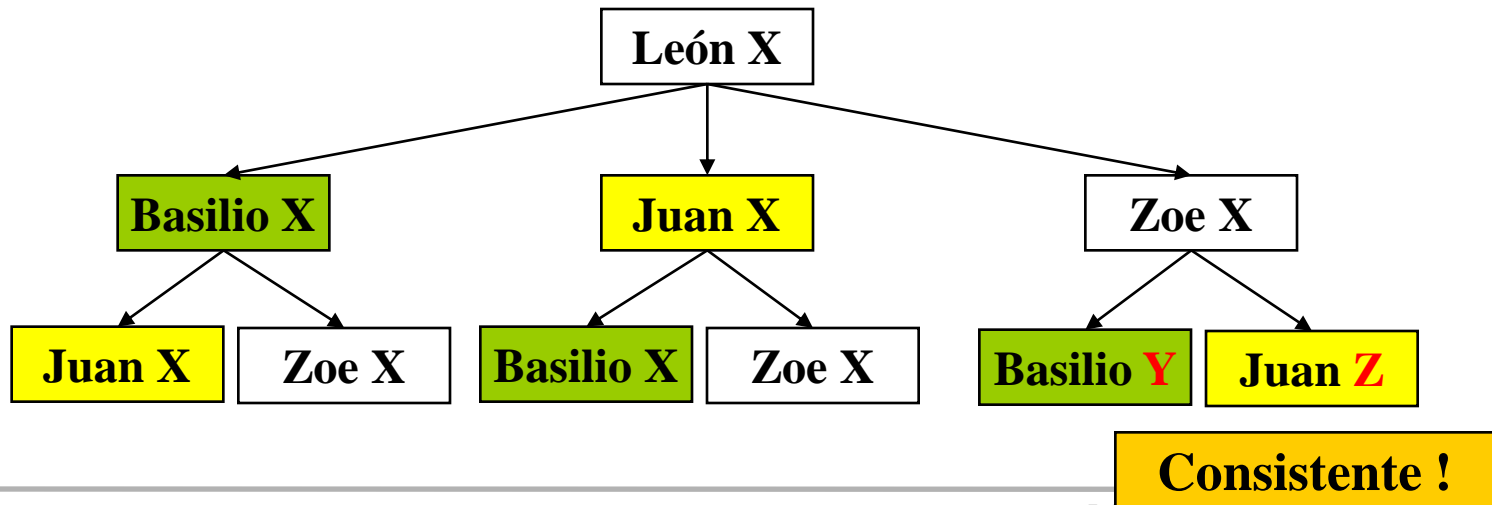 León X
Basilio X
Juan X
Zoe X
Juan X
Zoe X
Basilio X
Zoe X
Basilio Y
Juan Z
Consistente !